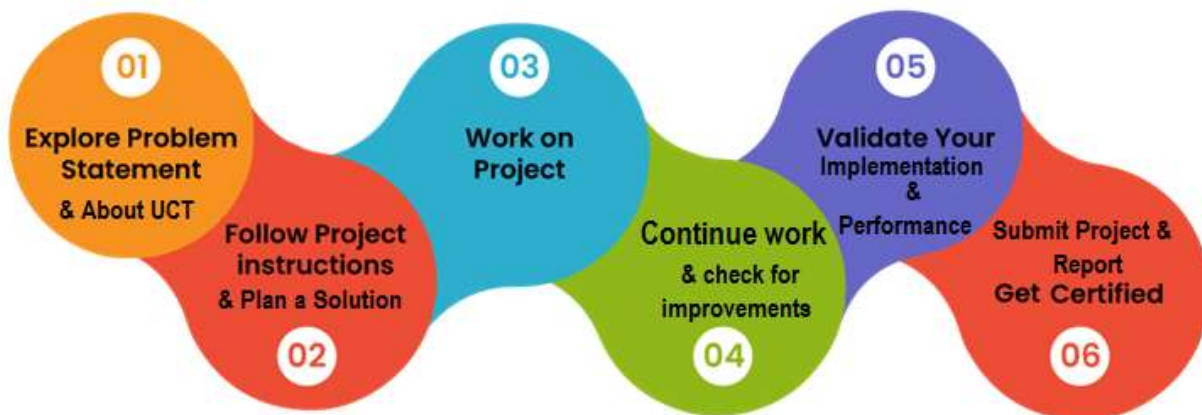 01
Explore Problem
Statement
& About UCT
Follow Project
instructions
& Plan a Solution
02
03
Work on
Project
Continue work
& check for
improvements
04
05
Validate Your
Implementation
&
Performance
Submit Project &
Report
Get Certified
06